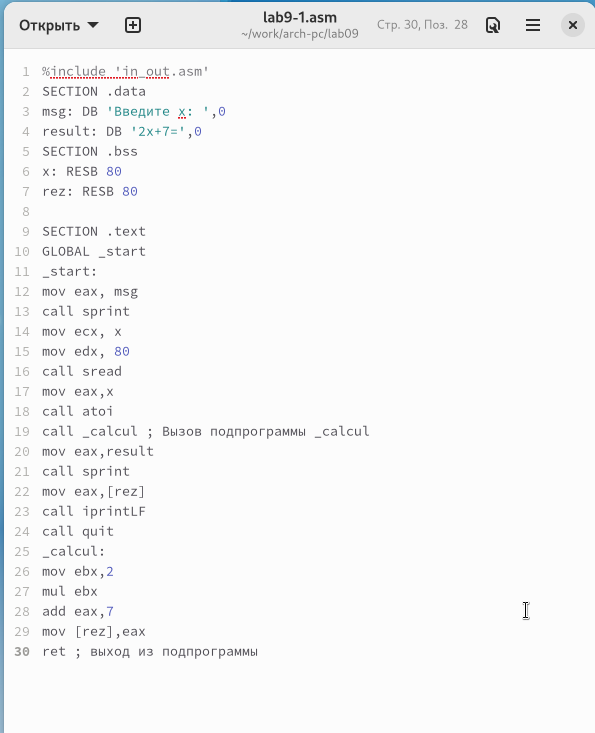 Открыть
lab9-1.asm
~/work/arch-pc/lab09
Стр. 30, Поз. 28
1 %include 'in_out.asm'
2 SECTION .data
3 msg: DB 'Введите x: ',0
4 result: DB '2x+7=',0
5 SECTION .bss
6 x: RESB 80
7 rez: RESB 80
8
9 SECTION .text
10 GLOBAL _start
11 _start:
12 mov eax, msg
13 call sprint
14 mov ecx, x
15 mov edx, 80
16 call sread
17 mov eax,x
18 call atoi
19 call _calcul ; Вызов подпрограммы _calcul
20 mov eax,result
21 call sprint
22 mov eax,[rez]
23 call iprintLF
24 call quit
25 _calcul:
26 mov ebx,2
27 mul ebx
28 add eax,7
29 mov [rez],eax
30 ret ; выход из подпрограммы